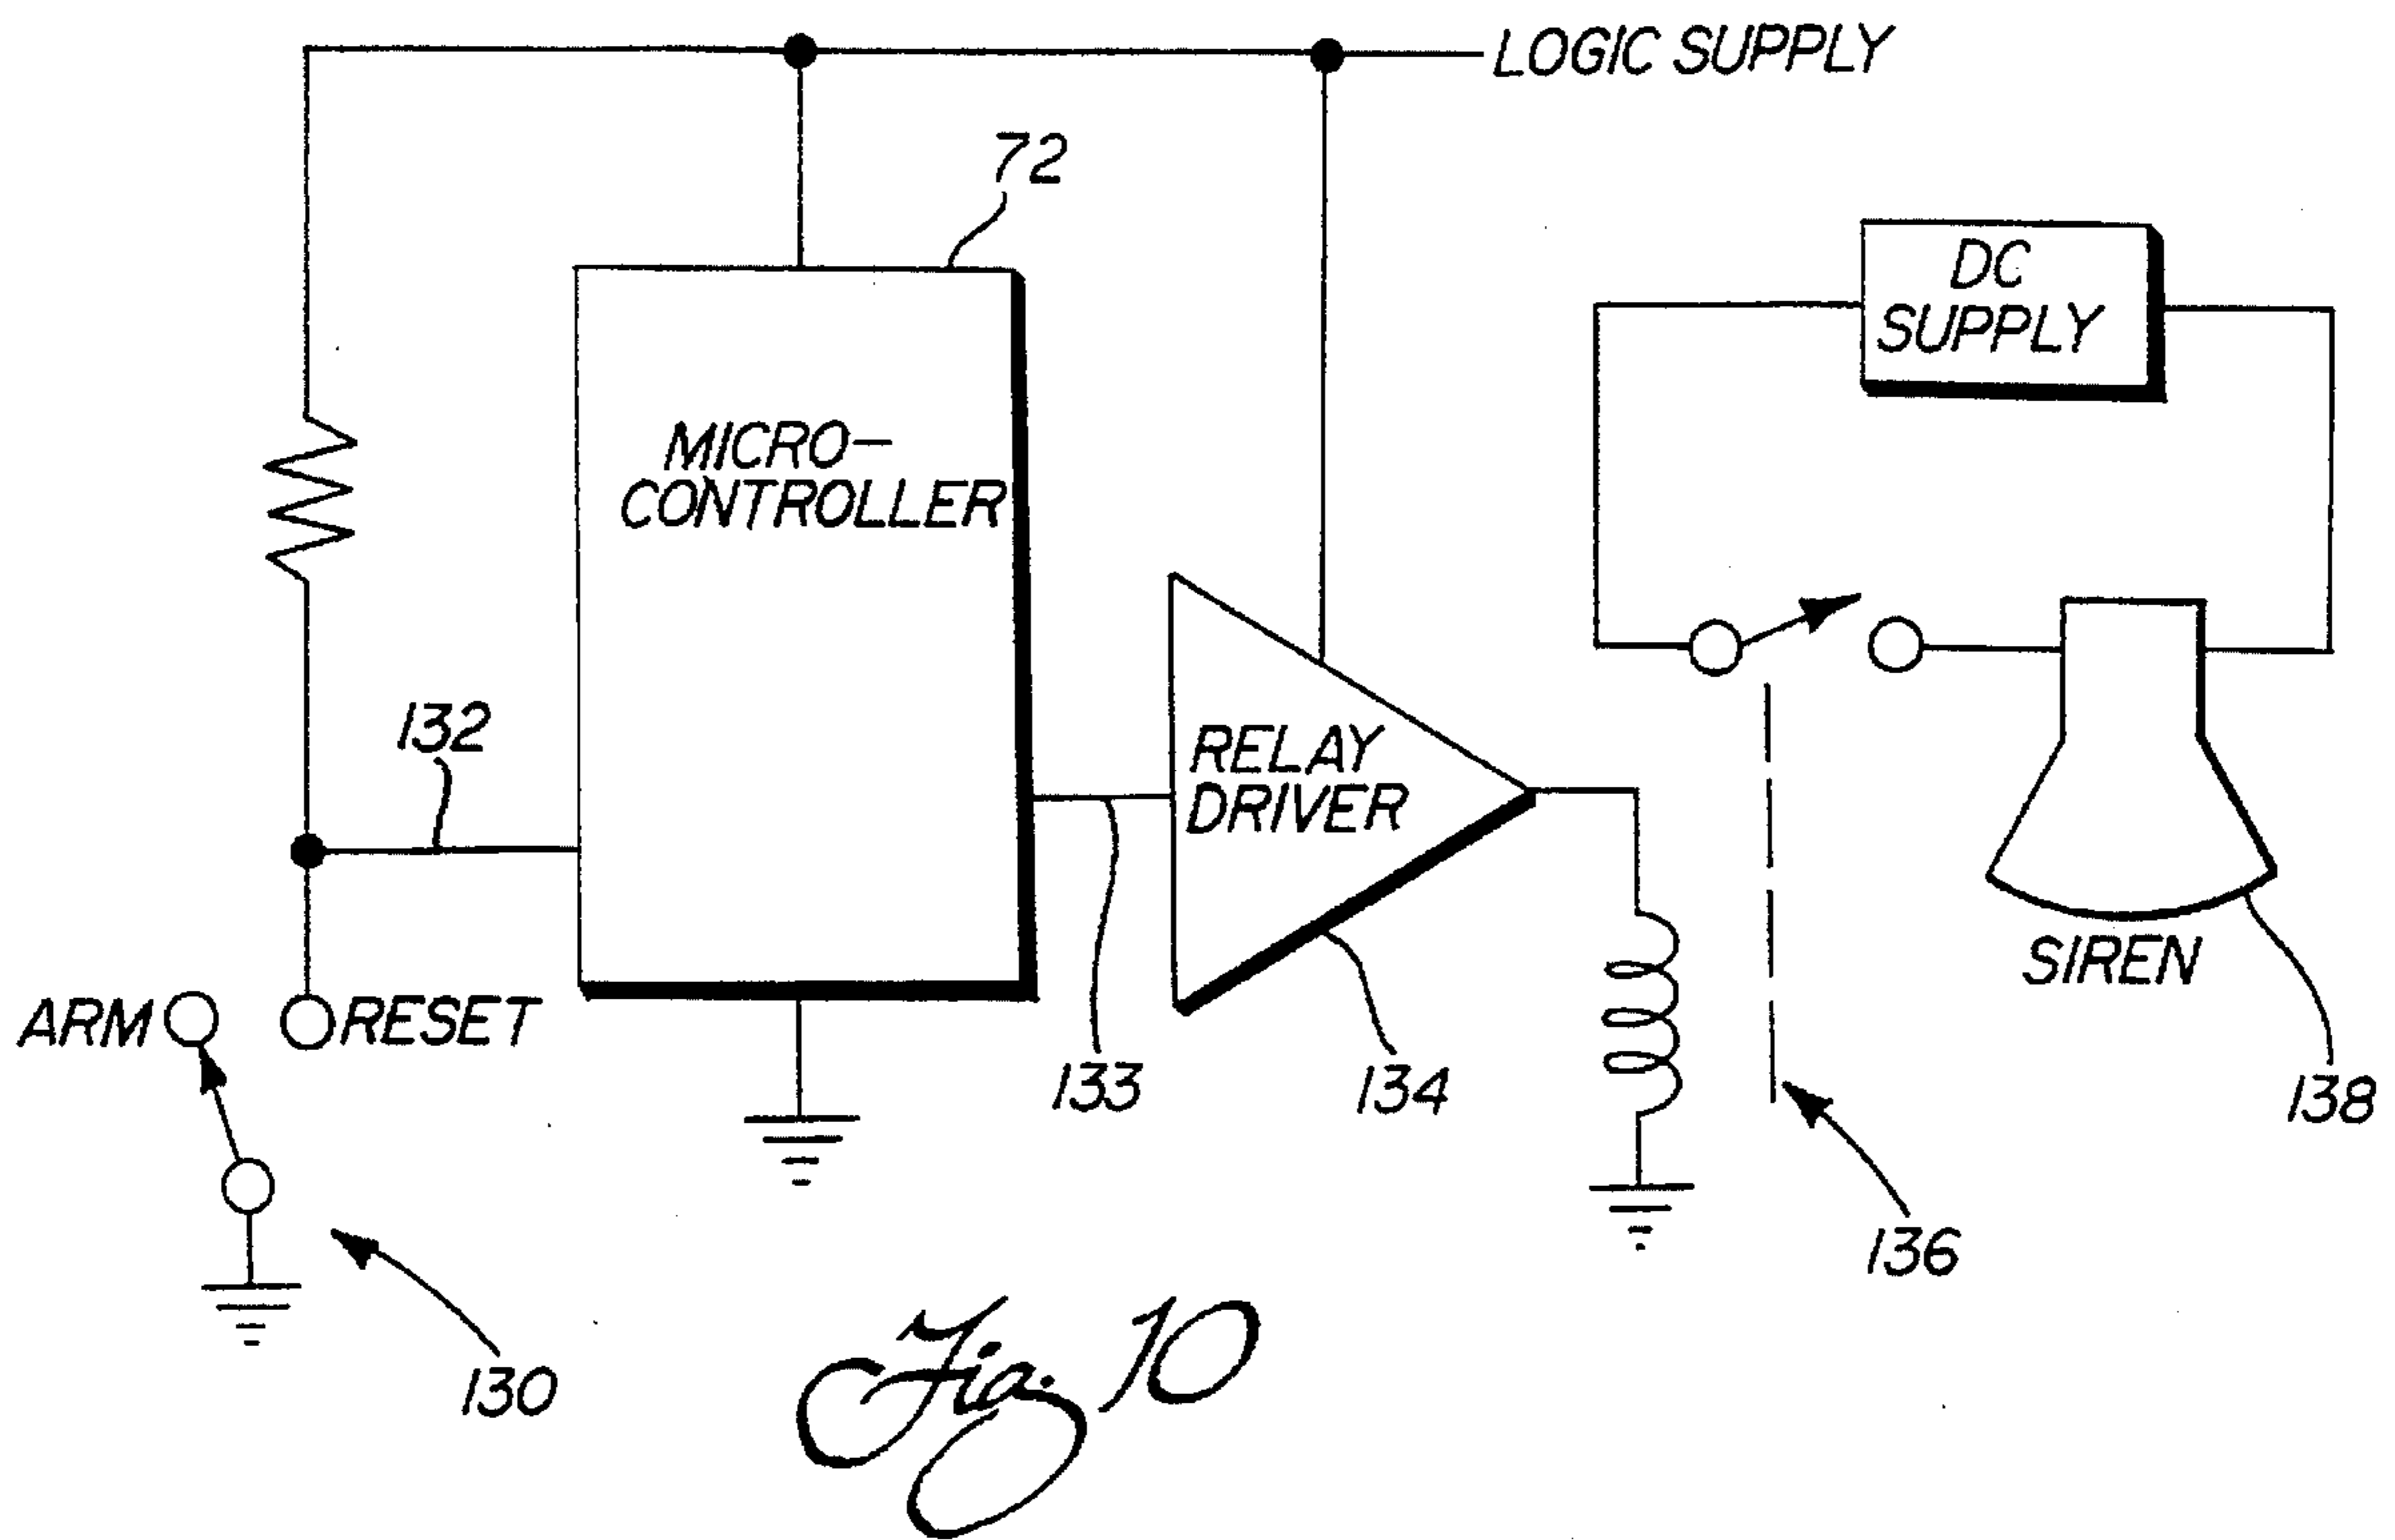 LOGIC SUPPLY
72
DC
SUPPLY
MICRO-
CONTROLLER
132
RELAY
DRIVER
SIREN
ARM
RESET
133
134
138
136
130
Fig. 10